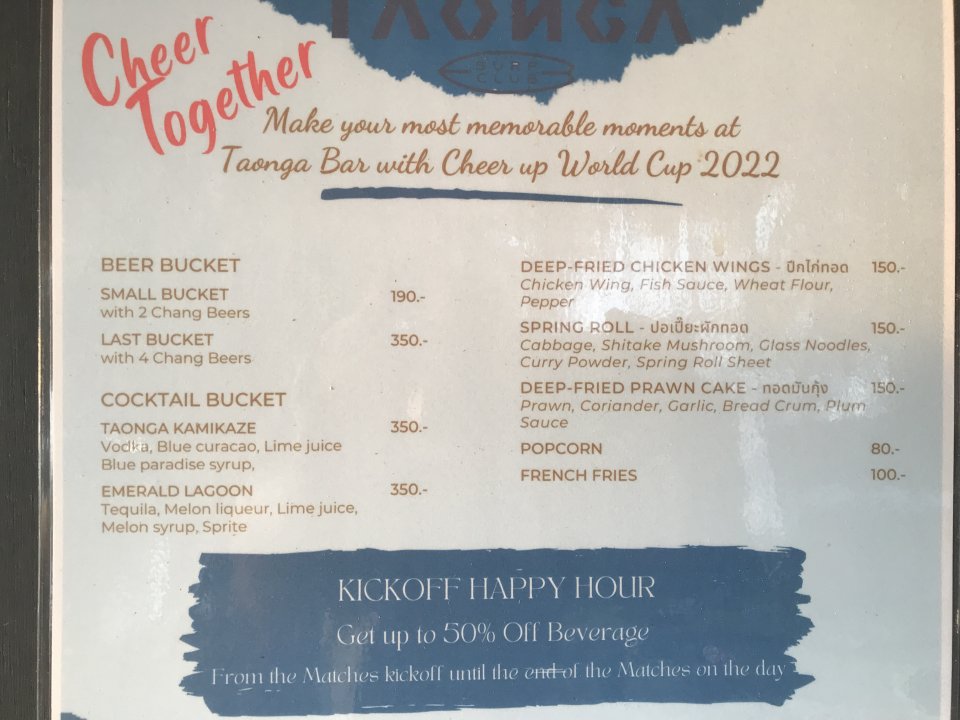 TAONGA
SURF
CLUB
Cheer
Together
Make your most memorable moments at
Taonga Bar with Cheer up World Cup 2022
BEER BUCKET
SMALL BUCKET 190.-
with 2 Chang Beers
LAST BUCKET 350.-
with 4 Chang Beers
COCKTAIL BUCKET
TAONGA KAMIKAZE 350.-
Vodka, Blue curacao, Lime juice
Blue paradise syrup,
EMERALD LAGOON 350.-
Tequila, Melon liqueur, Lime juice,
Melon syrup, Sprite
DEEP-FRIED CHICKEN WINGS - ปีกไก่ทอด 150.-
Chicken Wing, Fish Sauce, Wheat Flour,
Pepper
SPRING ROLL - ปอเปี๊ยะผักทอด 150.-
Cabbage, Shitake Mushroom, Glass Noodles,
Curry Powder, Spring Roll Sheet
DEEP-FRIED PRAWN CAKE - ทอดมันกุ้ง 150.-
Prawn, Coriander, Garlic, Bread Crum, Plum
Sauce
POPCORN 80.-
FRENCH FRIES 100.-
KICKOFF HAPPY HOUR
Get up to 50% Off Beverage
From the Matches kickoff until the end of the Matches on the day